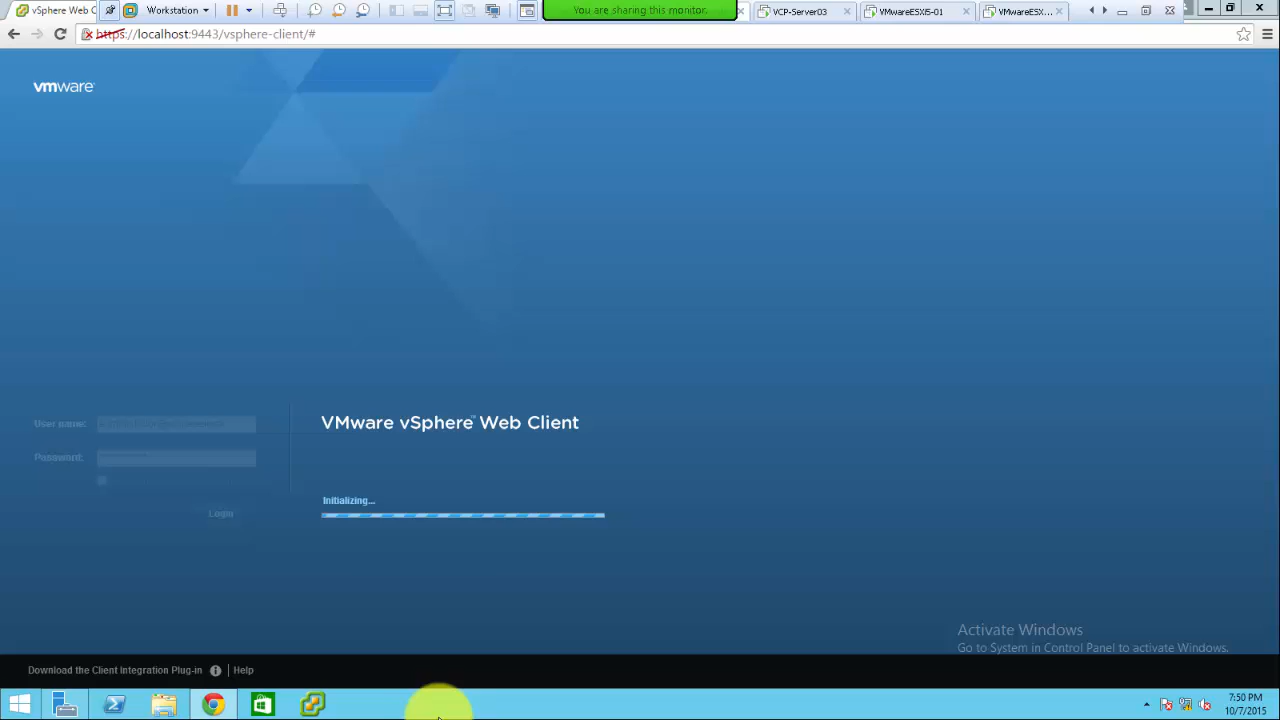 vSphere Web C
Workstation
You are sharing this monitor.
VCP-Server03
VMwareESXi5-01
VMwareESX...
https://localhost:9443/vsphere-client/#
vmware
User name:
Password:
Login
VMware vSphere™ Web Client
Initializing...
Activate Windows
Go to System in Control Panel to activate Windows.
Download the Client Integration Plug-in
Help
7:50 PM
10/7/2015